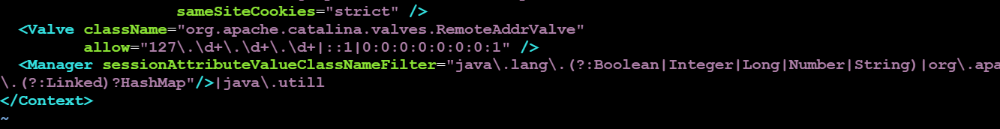 sameSiteCookies="strict" />
<Valve className="org.apache.catalina.valves.RemoteAddrValve"
allow="127\.\d+\.\d+\.\d+|::1|0:0:0:0:0:0:0:1" />
<Manager sessionAttributeValueClassNameFilter="java\.lang\.(?:Boolean|Integer|Long|Number|String)|org\.apa
\.(?:Linked)?HashMap"/>|java\.utill
</Context>
~